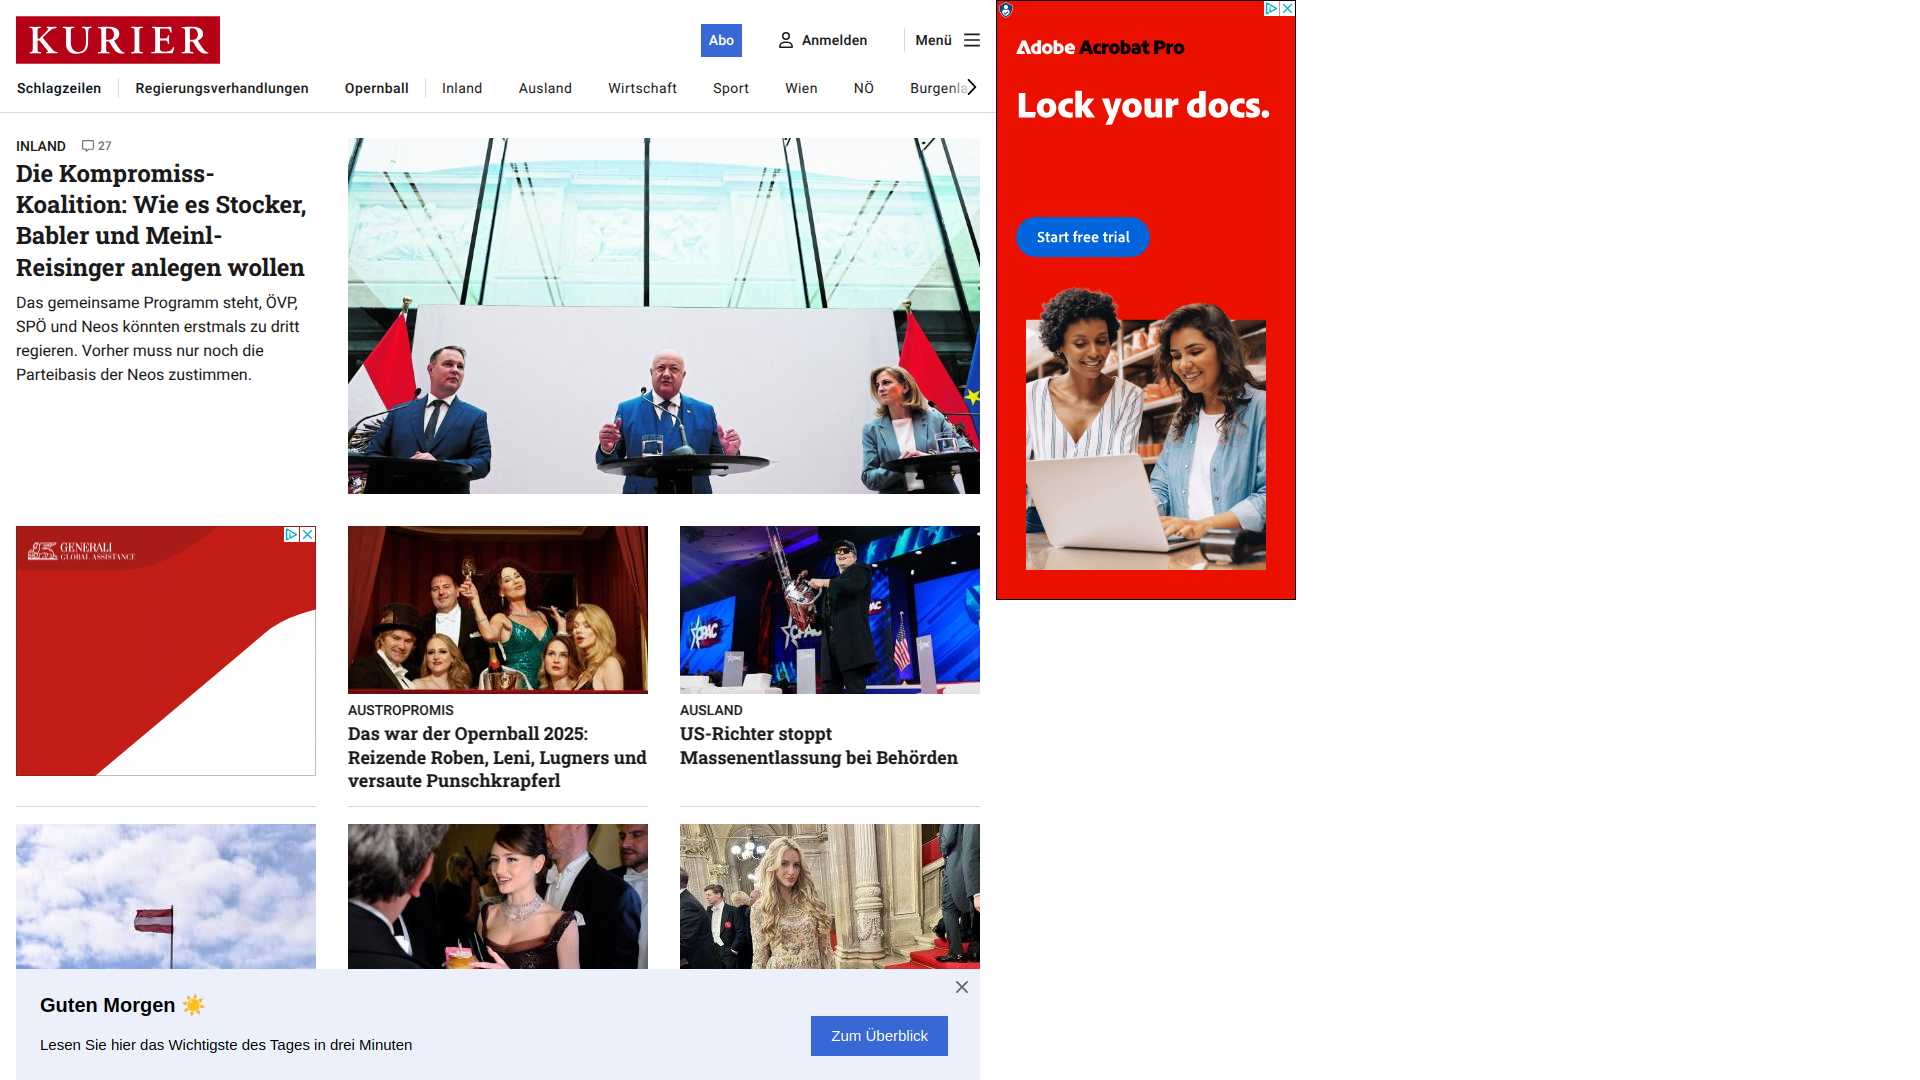 KURIER
Abo
Anmelden
Menü
Schlagzeilen
Regierungsverhandlungen
Opernball
Inland
Ausland
Wirtschaft
Sport
Wien
NÖ
Burgenla
INLAND
27
Die Kompromiss-
Koalition: Wie es Stocker,
Babler und Meinl-
Reisinger anlegen wollen
Das gemeinsame Programm steht, ÖVP,
SPÖ und Neos könnten erstmals zu dritt
regieren. Vorher muss nur noch die
Parteibasis der Neos zustimmen.
Adobe Acrobat Pro
Lock your docs.
Start free trial
GENERALI
GLOBAL ASSISTANCE
CPAC
CPAC
AUSTROPROMIS
Das war der Opernball 2025:
Reizende Roben, Leni, Lugners und
versaute Punschkrapferl
AUSLAND
US-Richter stoppt
Massenentlassung bei Behörden
Guten Morgen ☀️
Lesen Sie hier das Wichtigste des Tages in drei Minuten
Zum Überblick